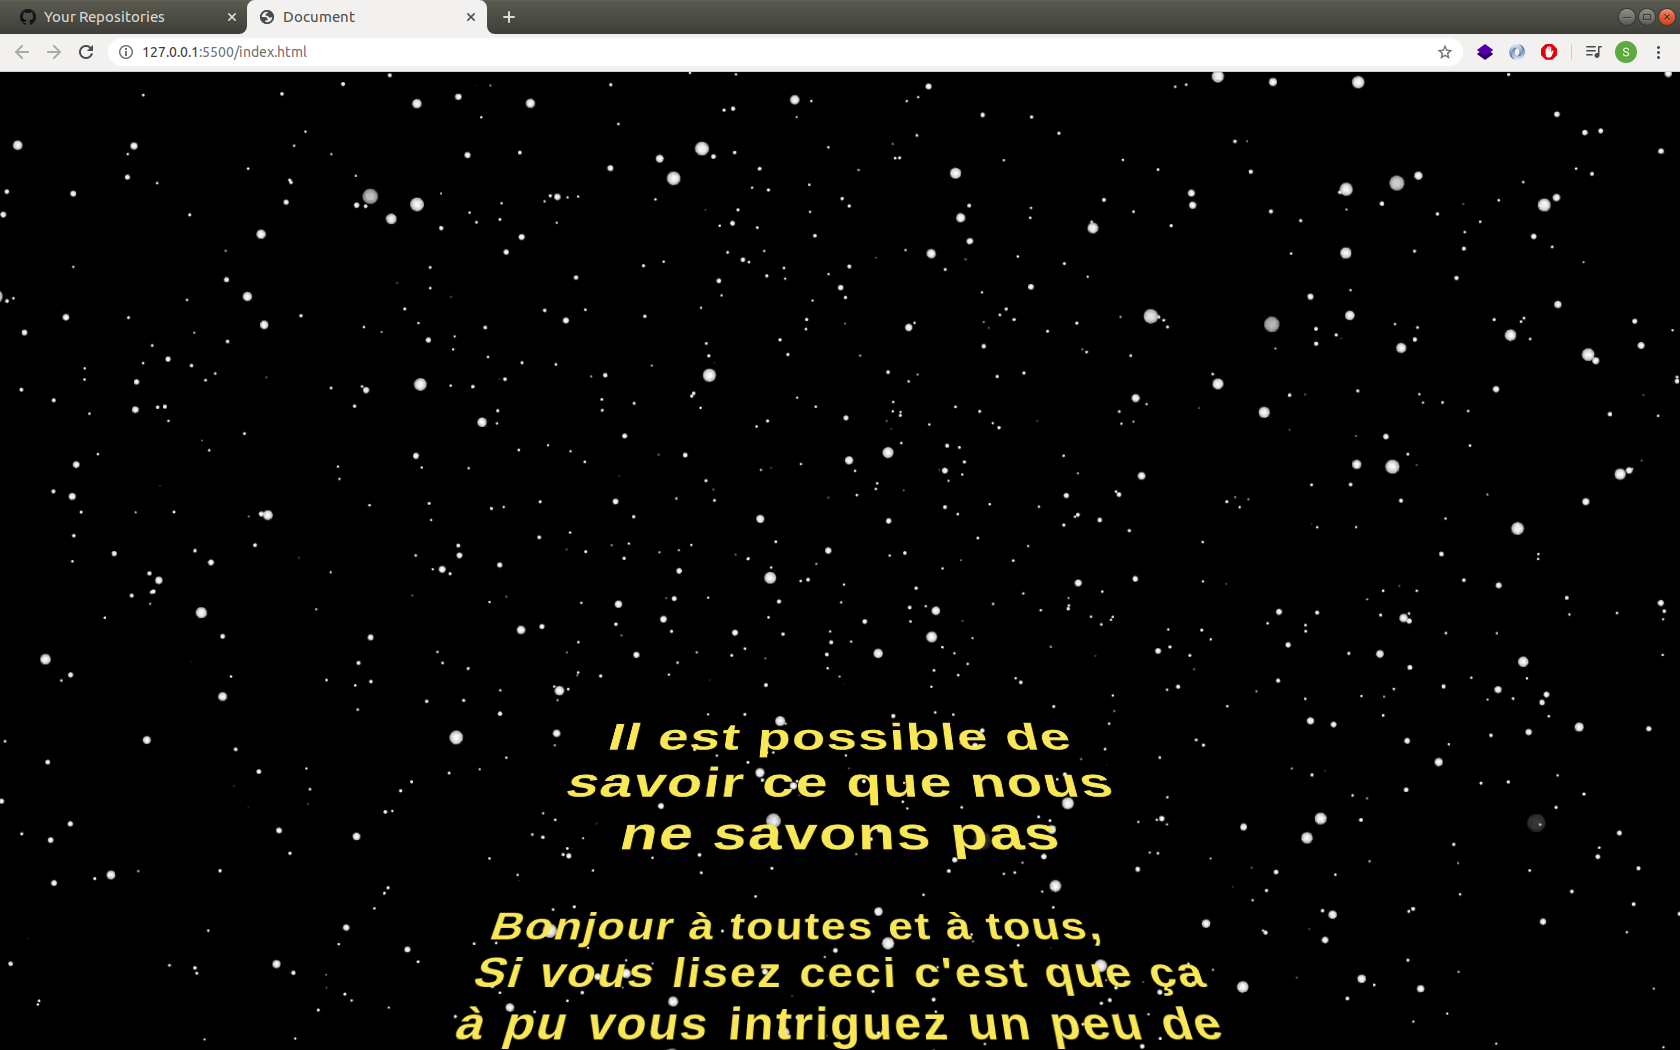 Your Repositories
Document
127.0.0.1:5500/index.html
S
Il est possible de
savoir ce que nous
ne savons pas
Bonjour à toutes et à tous,
Si vous lisez ceci c'est que ça
à pu vous intriguez un peu de